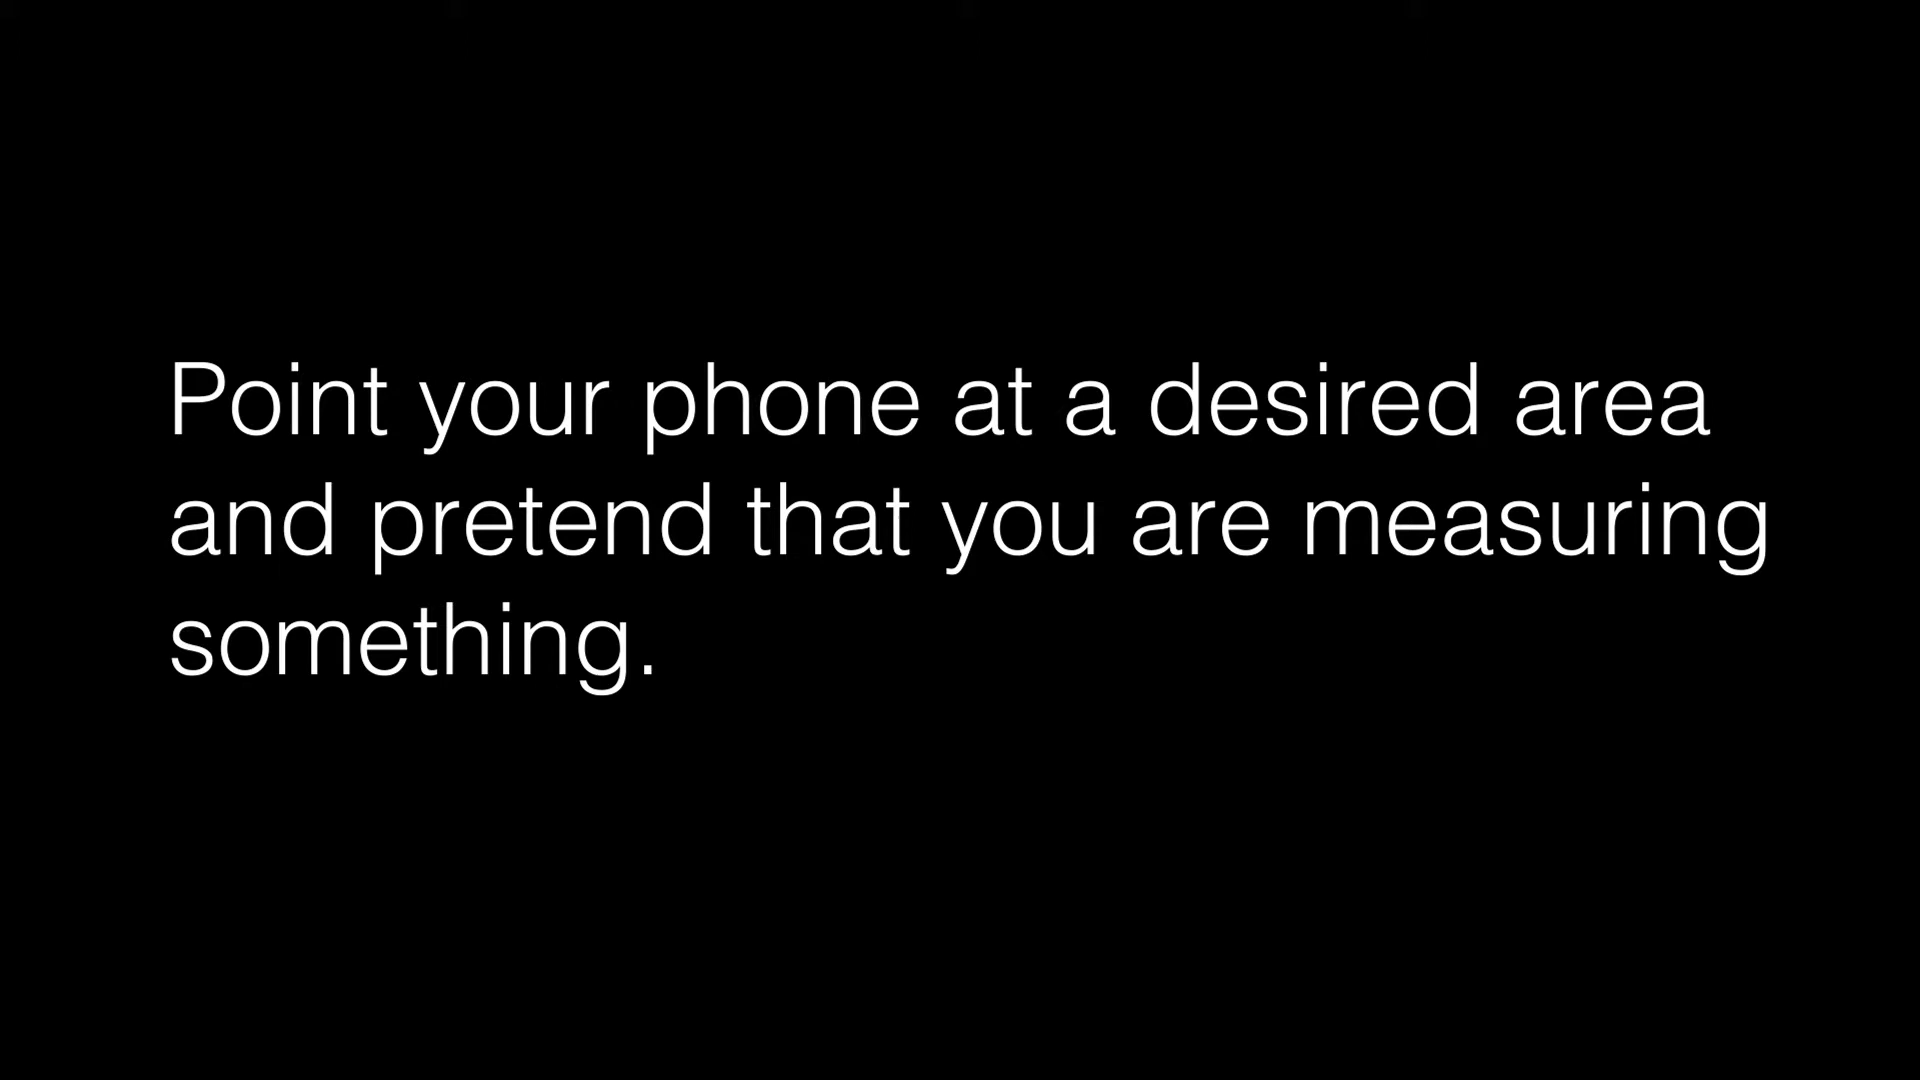 Point your phone at a desired area
and pretend that you are measuring
something.